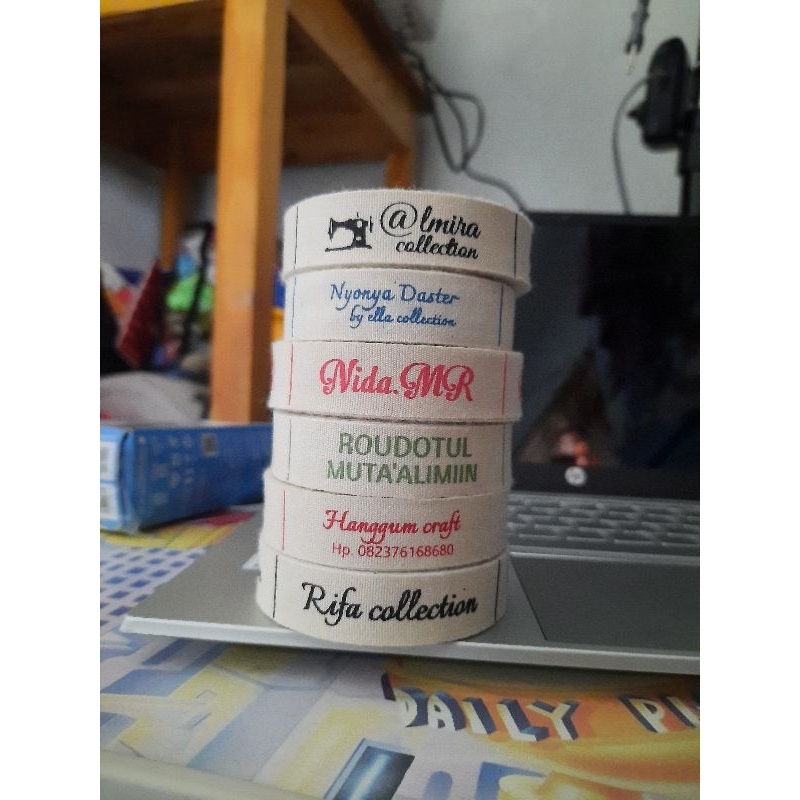 @lmira
collection
Nyonya Daster
by ella collection
Nida.MR
ROUDOTUL
MUTA'ALIMIIN
Hanggum craft
Hp. 082376168680
Rifa collection
hp
DAILY